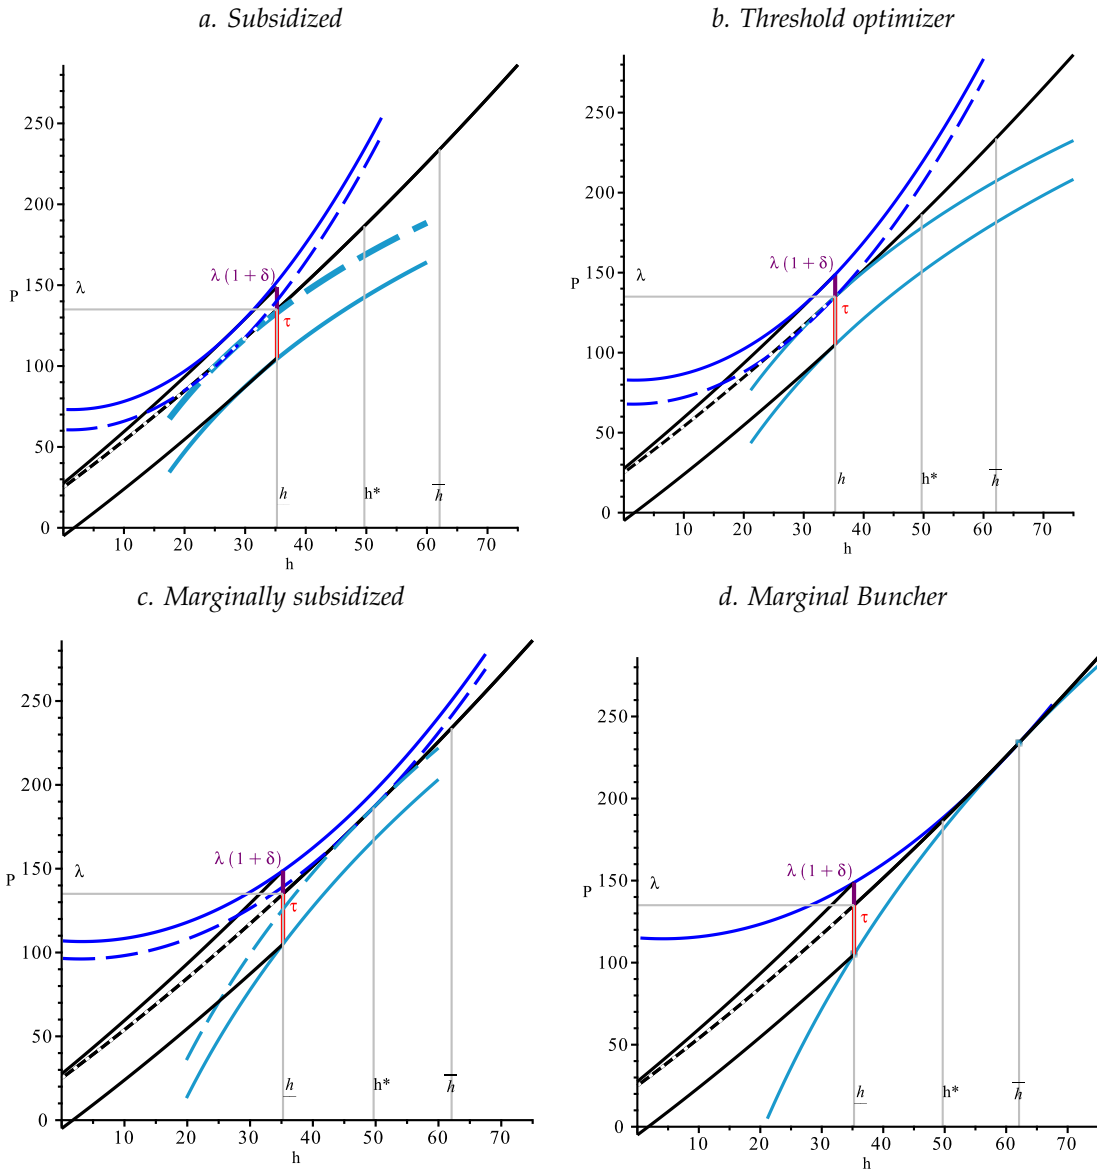 a. Subsidized
250
200
150
100
50
0
P
λ
λ (1 + δ)
τ
h
h*
h
10 20 30 40 50 60 70
h
b. Threshold optimizer
250
200
150
100
50
0
P
λ
λ (1 + δ)
τ
h
h*
h
10 20 30 40 50 60 70
h
c. Marginally subsidized
250
200
150
100
50
0
P
λ
λ (1 + δ)
τ
h
h*
h
10 20 30 40 50 60 70
h
d. Marginal Buncher
250
200
150
100
50
0
P
λ
λ (1 + δ)
τ
h
h*
h
10 20 30 40 50 60 70
h